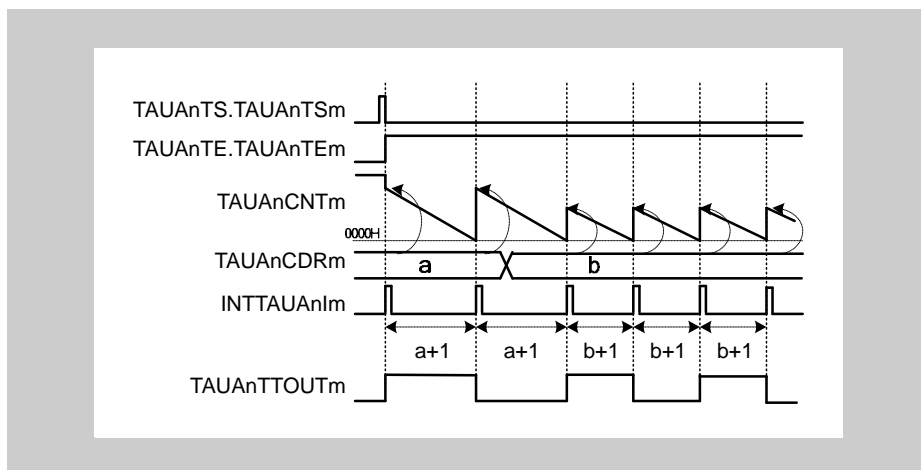 TAUAnTS.TAUAnTSm
TAUAnTE.TAUAnTEm
TAUAnCNTm
0000H
TAUAnCDRm
a
b
INTTAUAnIm
a+1
a+1
b+1
b+1
b+1
TAUAnTTOUTm